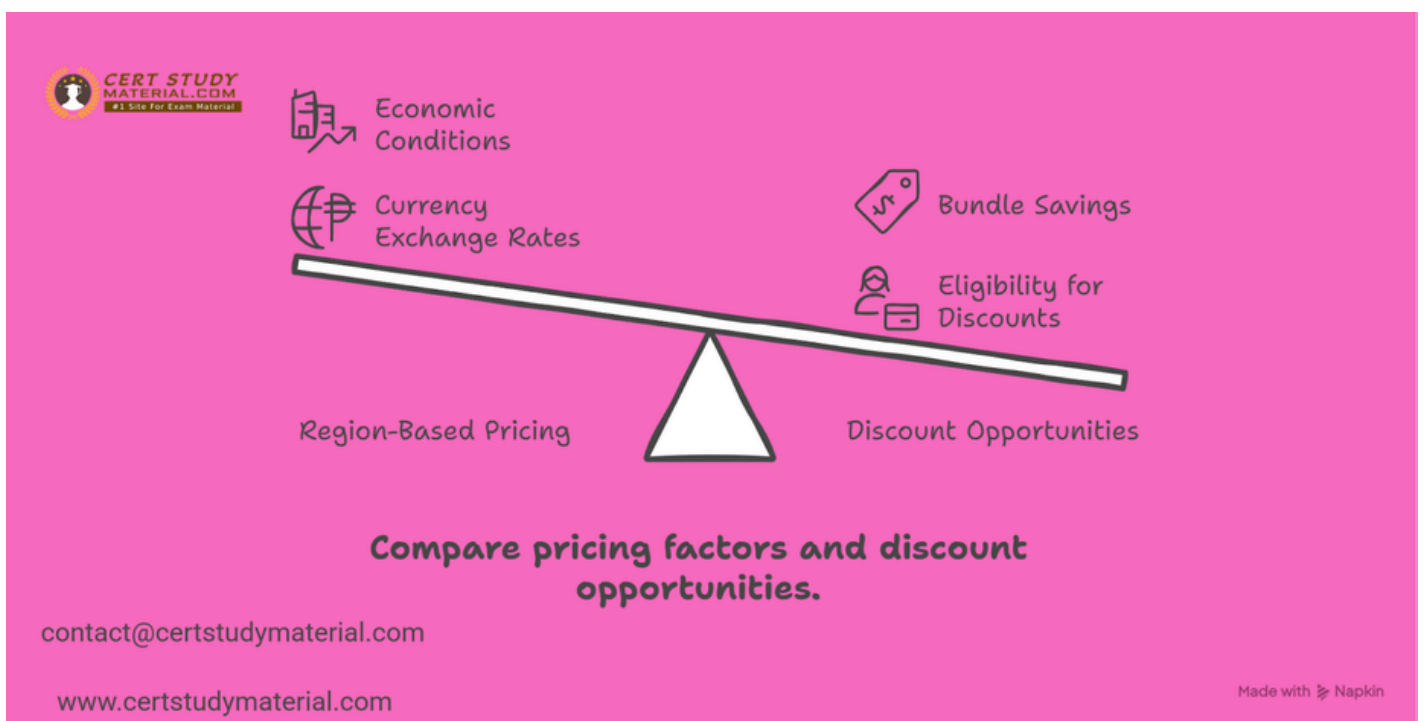 CERT STUDY
MATERIAL.COM
#1 Site For Exam Material
Economic
Conditions
Currency
Exchange Rates
Bundle Savings
Eligibility for
Discounts
Region-Based Pricing
Discount Opportunities
Compare pricing factors and discount
opportunities.
contact@certstudymaterial.com
www.certstudymaterial.com
Made with Napkin